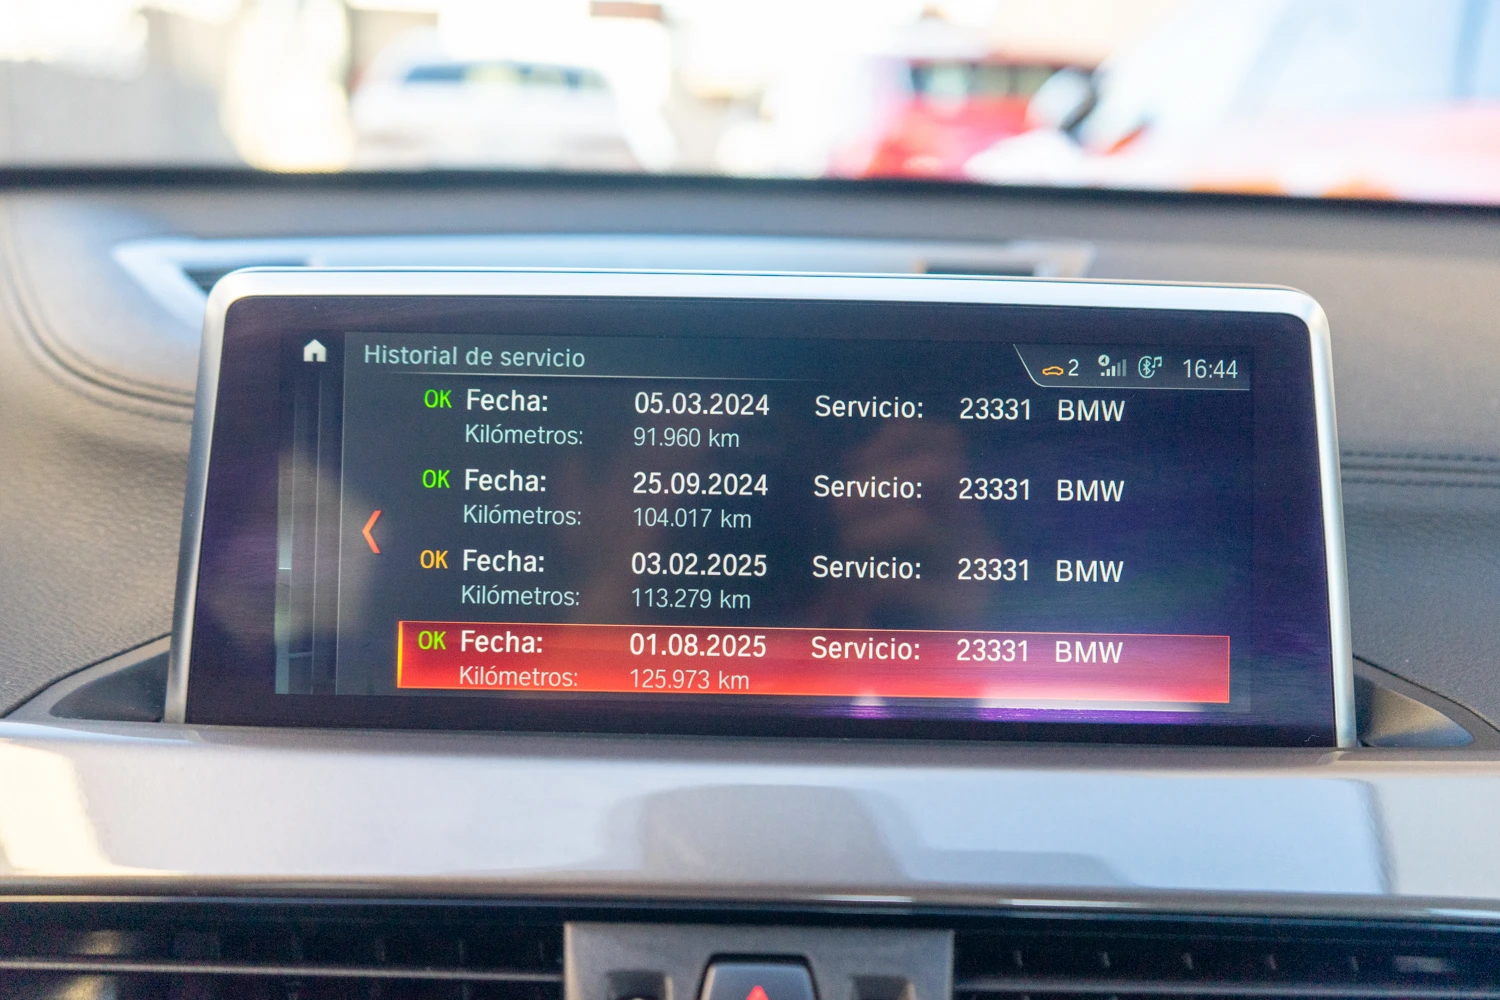 Historial de servicio
2 16:44
OK Fecha: 05.03.2024 Servicio: 23331 BMW
Kilómetros: 91.960 km
OK Fecha: 25.09.2024 Servicio: 23331 BMW
Kilómetros: 104.017 km
OK Fecha: 03.02.2025 Servicio: 23331 BMW
Kilómetros: 113.279 km
OK Fecha: 01.08.2025 Servicio: 23331 BMW
Kilómetros: 125.973 km